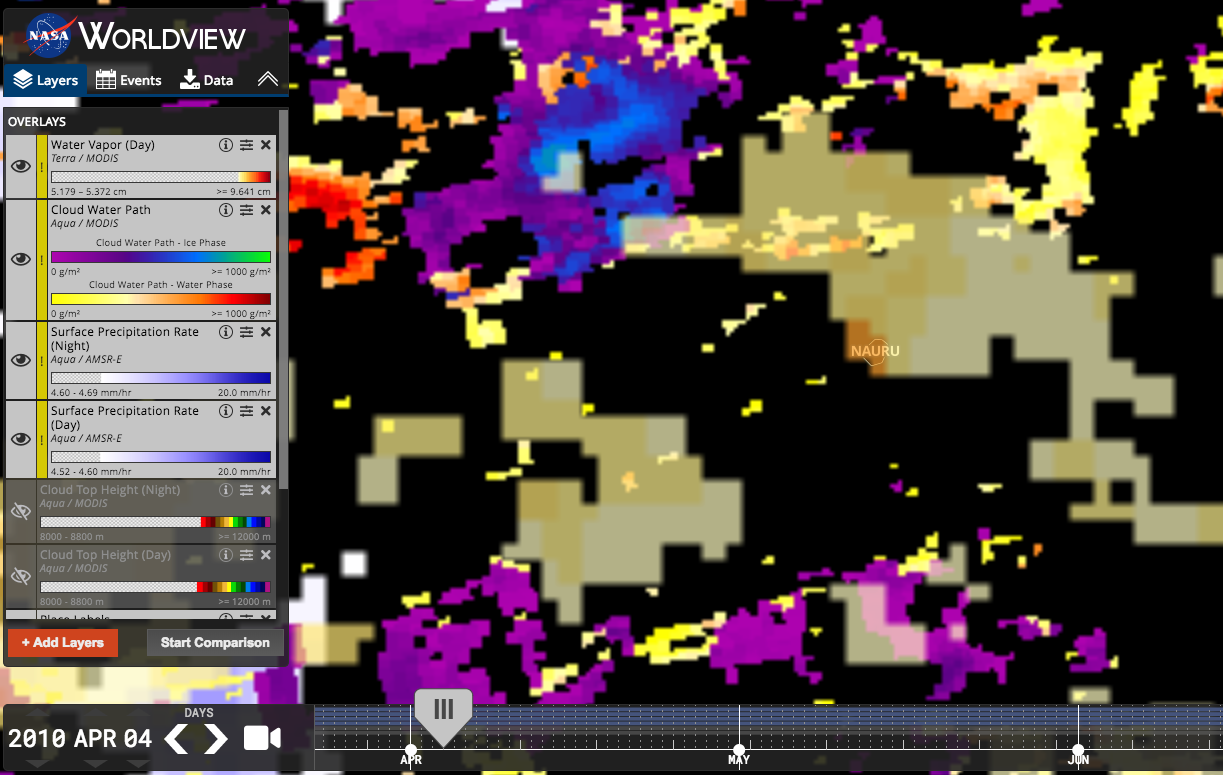 NASA WORLDVIEW
Layers Events Data
OVERLAYS
Water Vapor (Day)
Terra / MODIS
5.179 – 5.372 cm >= 9.641 cm
Cloud Water Path
Aqua / MODIS
Cloud Water Path - Ice Phase
0 g/m² >= 1000 g/m²
Cloud Water Path - Water Phase
0 g/m² >= 1000 g/m²
Surface Precipitation Rate
(Night)
Aqua / AMSR-E
4.60 - 4.69 mm/hr 20.0 mm/hr
Surface Precipitation Rate
(Day)
Aqua / AMSR-E
4.52 - 4.60 mm/hr 20.0 mm/hr
Cloud Top Height (Night)
Aqua / MODIS
8000 - 8800 m >= 12000 m
Cloud Top Height (Day)
Aqua / MODIS
8000 - 8800 m >= 12000 m
Place Labels
+ Add Layers Start Comparison
NAURU
DAYS
2010 APR 04
APR MAY JUN